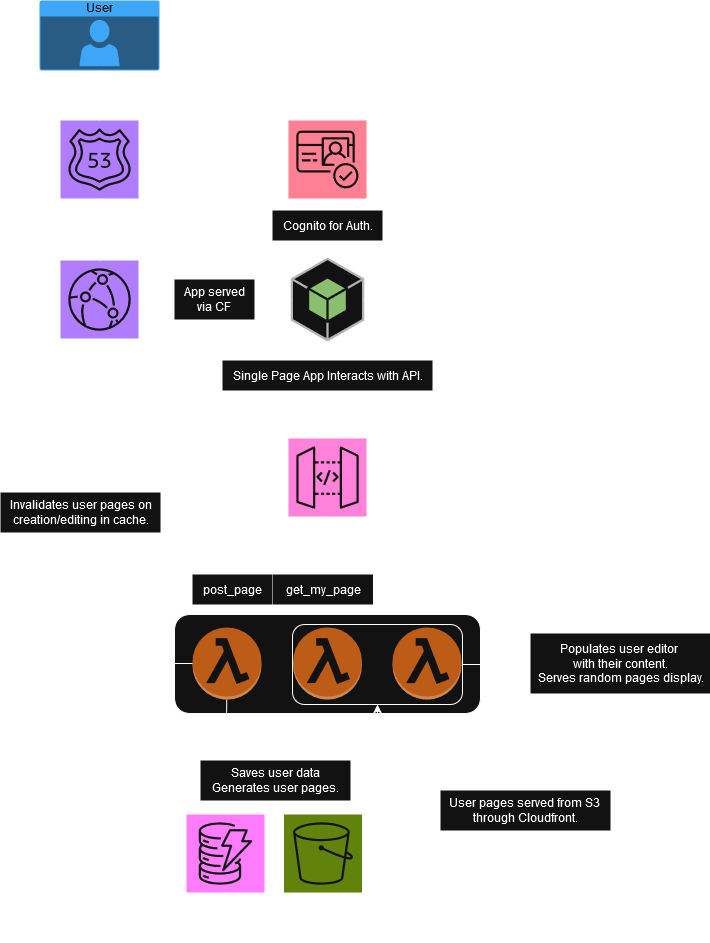 User
53
Cognito for Auth.
App served
via CF
Single Page App Interacts with API.
</>
Invalidates user pages on
creation/editing in cache.
post_page
get_my_page
Populates user editor
with their content.
Serves random pages display.
Saves user data
Generates user pages.
User pages served from S3
through Cloudfront.